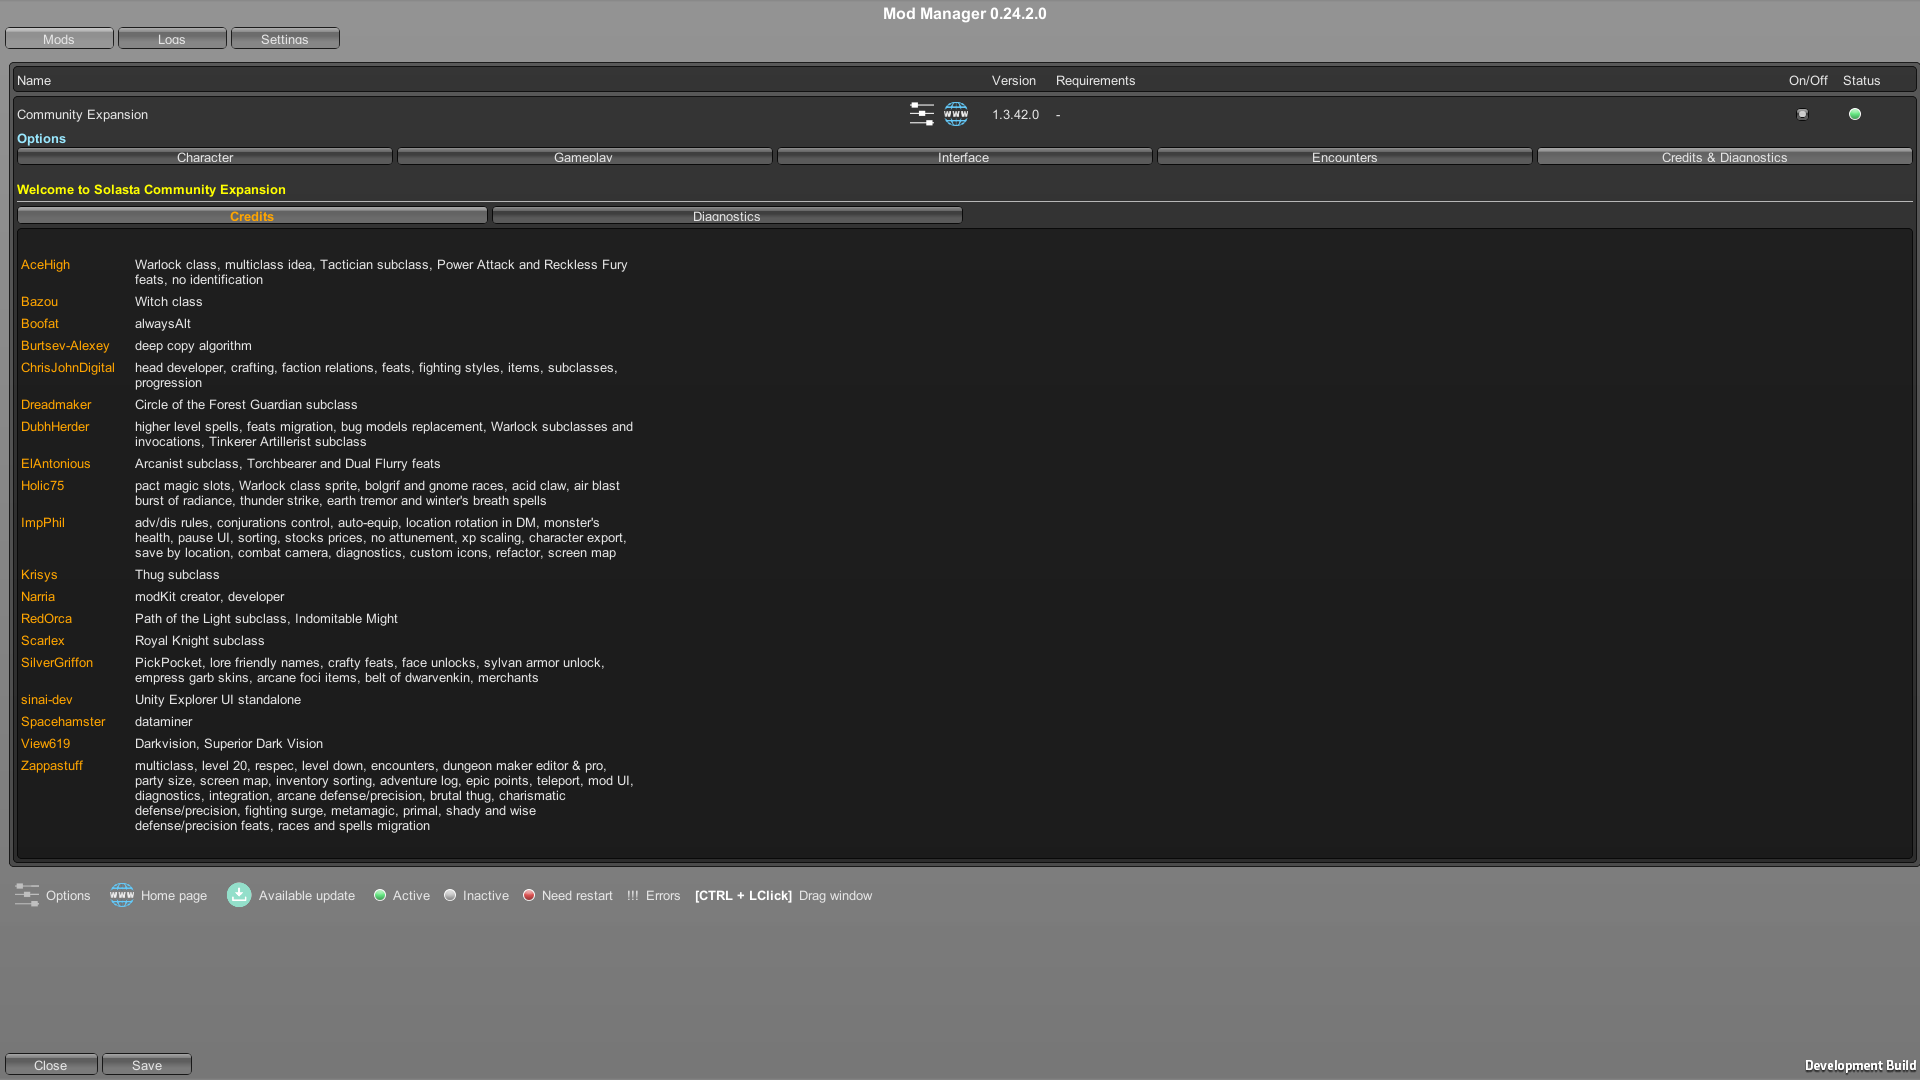 Mod Manager 0.24.2.0
Mods Logs Settings
Name Version Requirements On/Off Status
Community Expansion WWW 1.3.42.0 -
Options
Character Gameplay Interface Encounters Credits & Diagnostics
Welcome to Solasta Community Expansion
Credits Diagnostics
AceHigh Warlock class, multiclass idea, Tactician subclass, Power Attack and Reckless Fury
feats, no identification
Bazou Witch class
Boofat alwaysAlt
Burtsev-Alexey deep copy algorithm
ChrisJohnDigital head developer, crafting, faction relations, feats, fighting styles, items, subclasses,
progression
Dreadmaker Circle of the Forest Guardian subclass
DubhHerder higher level spells, feats migration, bug models replacement, Warlock subclasses and
invocations, Tinkerer Artillerist subclass
ElAntonious Arcanist subclass, Torchbearer and Dual Flurry feats
Holic75 pact magic slots, Warlock class sprite, bolgrif and gnome races, acid claw, air blast
burst of radiance, thunder strike, earth tremor and winter's breath spells
ImpPhil adv/dis rules, conjurations control, auto-equip, location rotation in DM, monster's
health, pause UI, sorting, stocks prices, no attunement, xp scaling, character export,
save by location, combat camera, diagnostics, custom icons, refactor, screen map
Krisys Thug subclass
Narria modKit creator, developer
RedOrca Path of the Light subclass, Indomitable Might
Scarlex Royal Knight subclass
SilverGriffon PickPocket, lore friendly names, crafty feats, face unlocks, sylvan armor unlock,
empress garb skins, arcane foci items, belt of dwarvenkin, merchants
sinai-dev Unity Explorer UI standalone
Spacehamster dataminer
View619 Darkvision, Superior Dark Vision
Zappastuff multiclass, level 20, respec, level down, encounters, dungeon maker editor & pro,
party size, screen map, inventory sorting, adventure log, epic points, teleport, mod UI,
diagnostics, integration, arcane defense/precision, brutal thug, charismatic
defense/precision, fighting surge, metamagic, primal, shady and wise
defense/precision feats, races and spells migration
Options WWW Home page Available update Active Inactive Need restart !!! Errors [CTRL + LClick] Drag window
Close Save Development Build